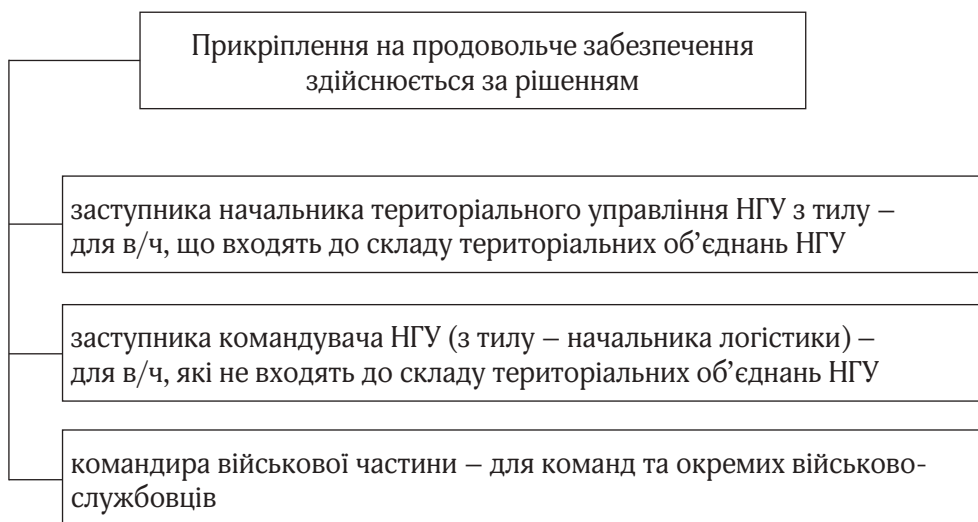 Прикріплення на продовольче забезпечення
здійснюється за рішенням
заступника начальника територіального управління НГУ з тилу –
для в/ч, що входять до складу територіальних об’єднань НГУ
заступника командувача НГУ (з тилу – начальника логістики) –
для в/ч, які не входять до складу територіальних об’єднань НГУ
командира військової частини – для команд та окремих військово-
службовців